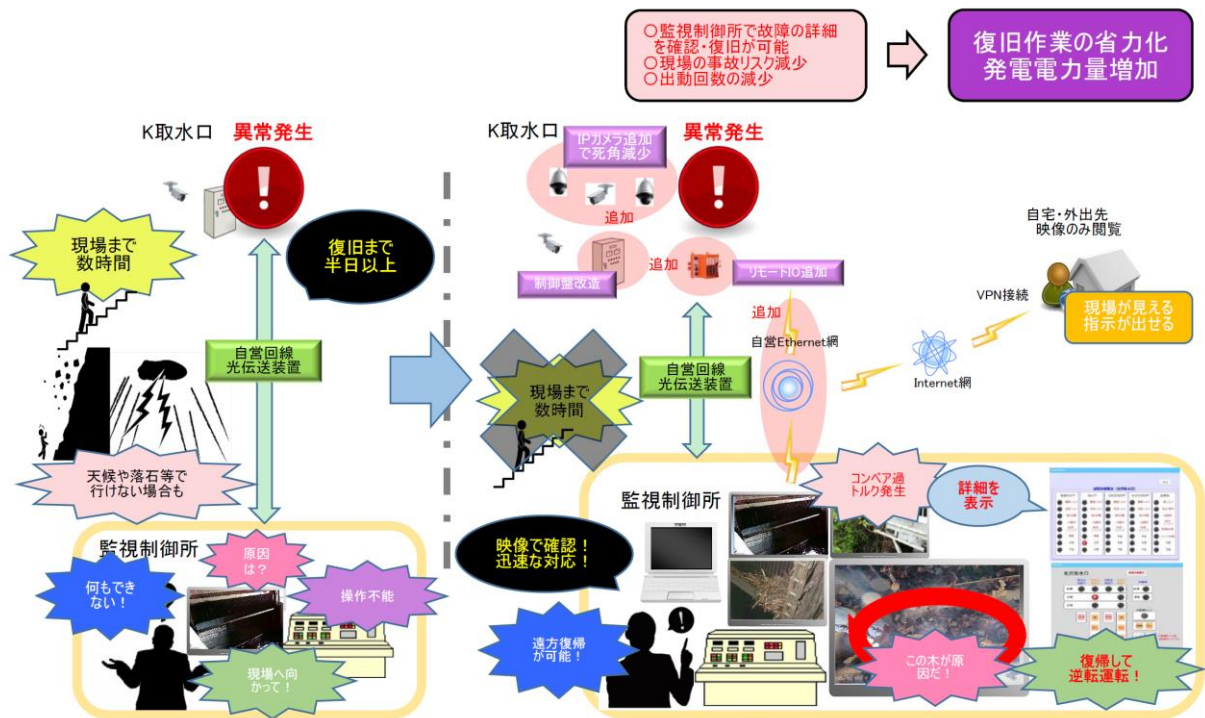 ○監視制御所で故障の詳細
を確認・復旧が可能
○現場の事故リスク減少
○出動回数の減少
復旧作業の省力化
発電電力量増加
K取水口
異常発生
現場まで
数時間
復旧まで
半日以上
自営回線
光伝送装置
天候や落石等で
行けない場合も
監視制御所
原因
は？
何もでき
ない！
操作不能
現場へ向
かって！
K取水口
IPカメラ追加
で死角減少
異常発生
追加
追加
制御盤改造
リモートIO追加
追加
自営Ethernet網
自営回線
光伝送装置
現場まで
数時間
自宅・外出先
映像のみ閲覧
VPN接続
現場が見える
指示が出せる
Internet網
監視制御所
コンベア過
トルク発生
詳細を
表示
映像で確認！
迅速な対応！
遠方復帰
が可能！
この木が原
因だ！
復帰して
逆転運転！